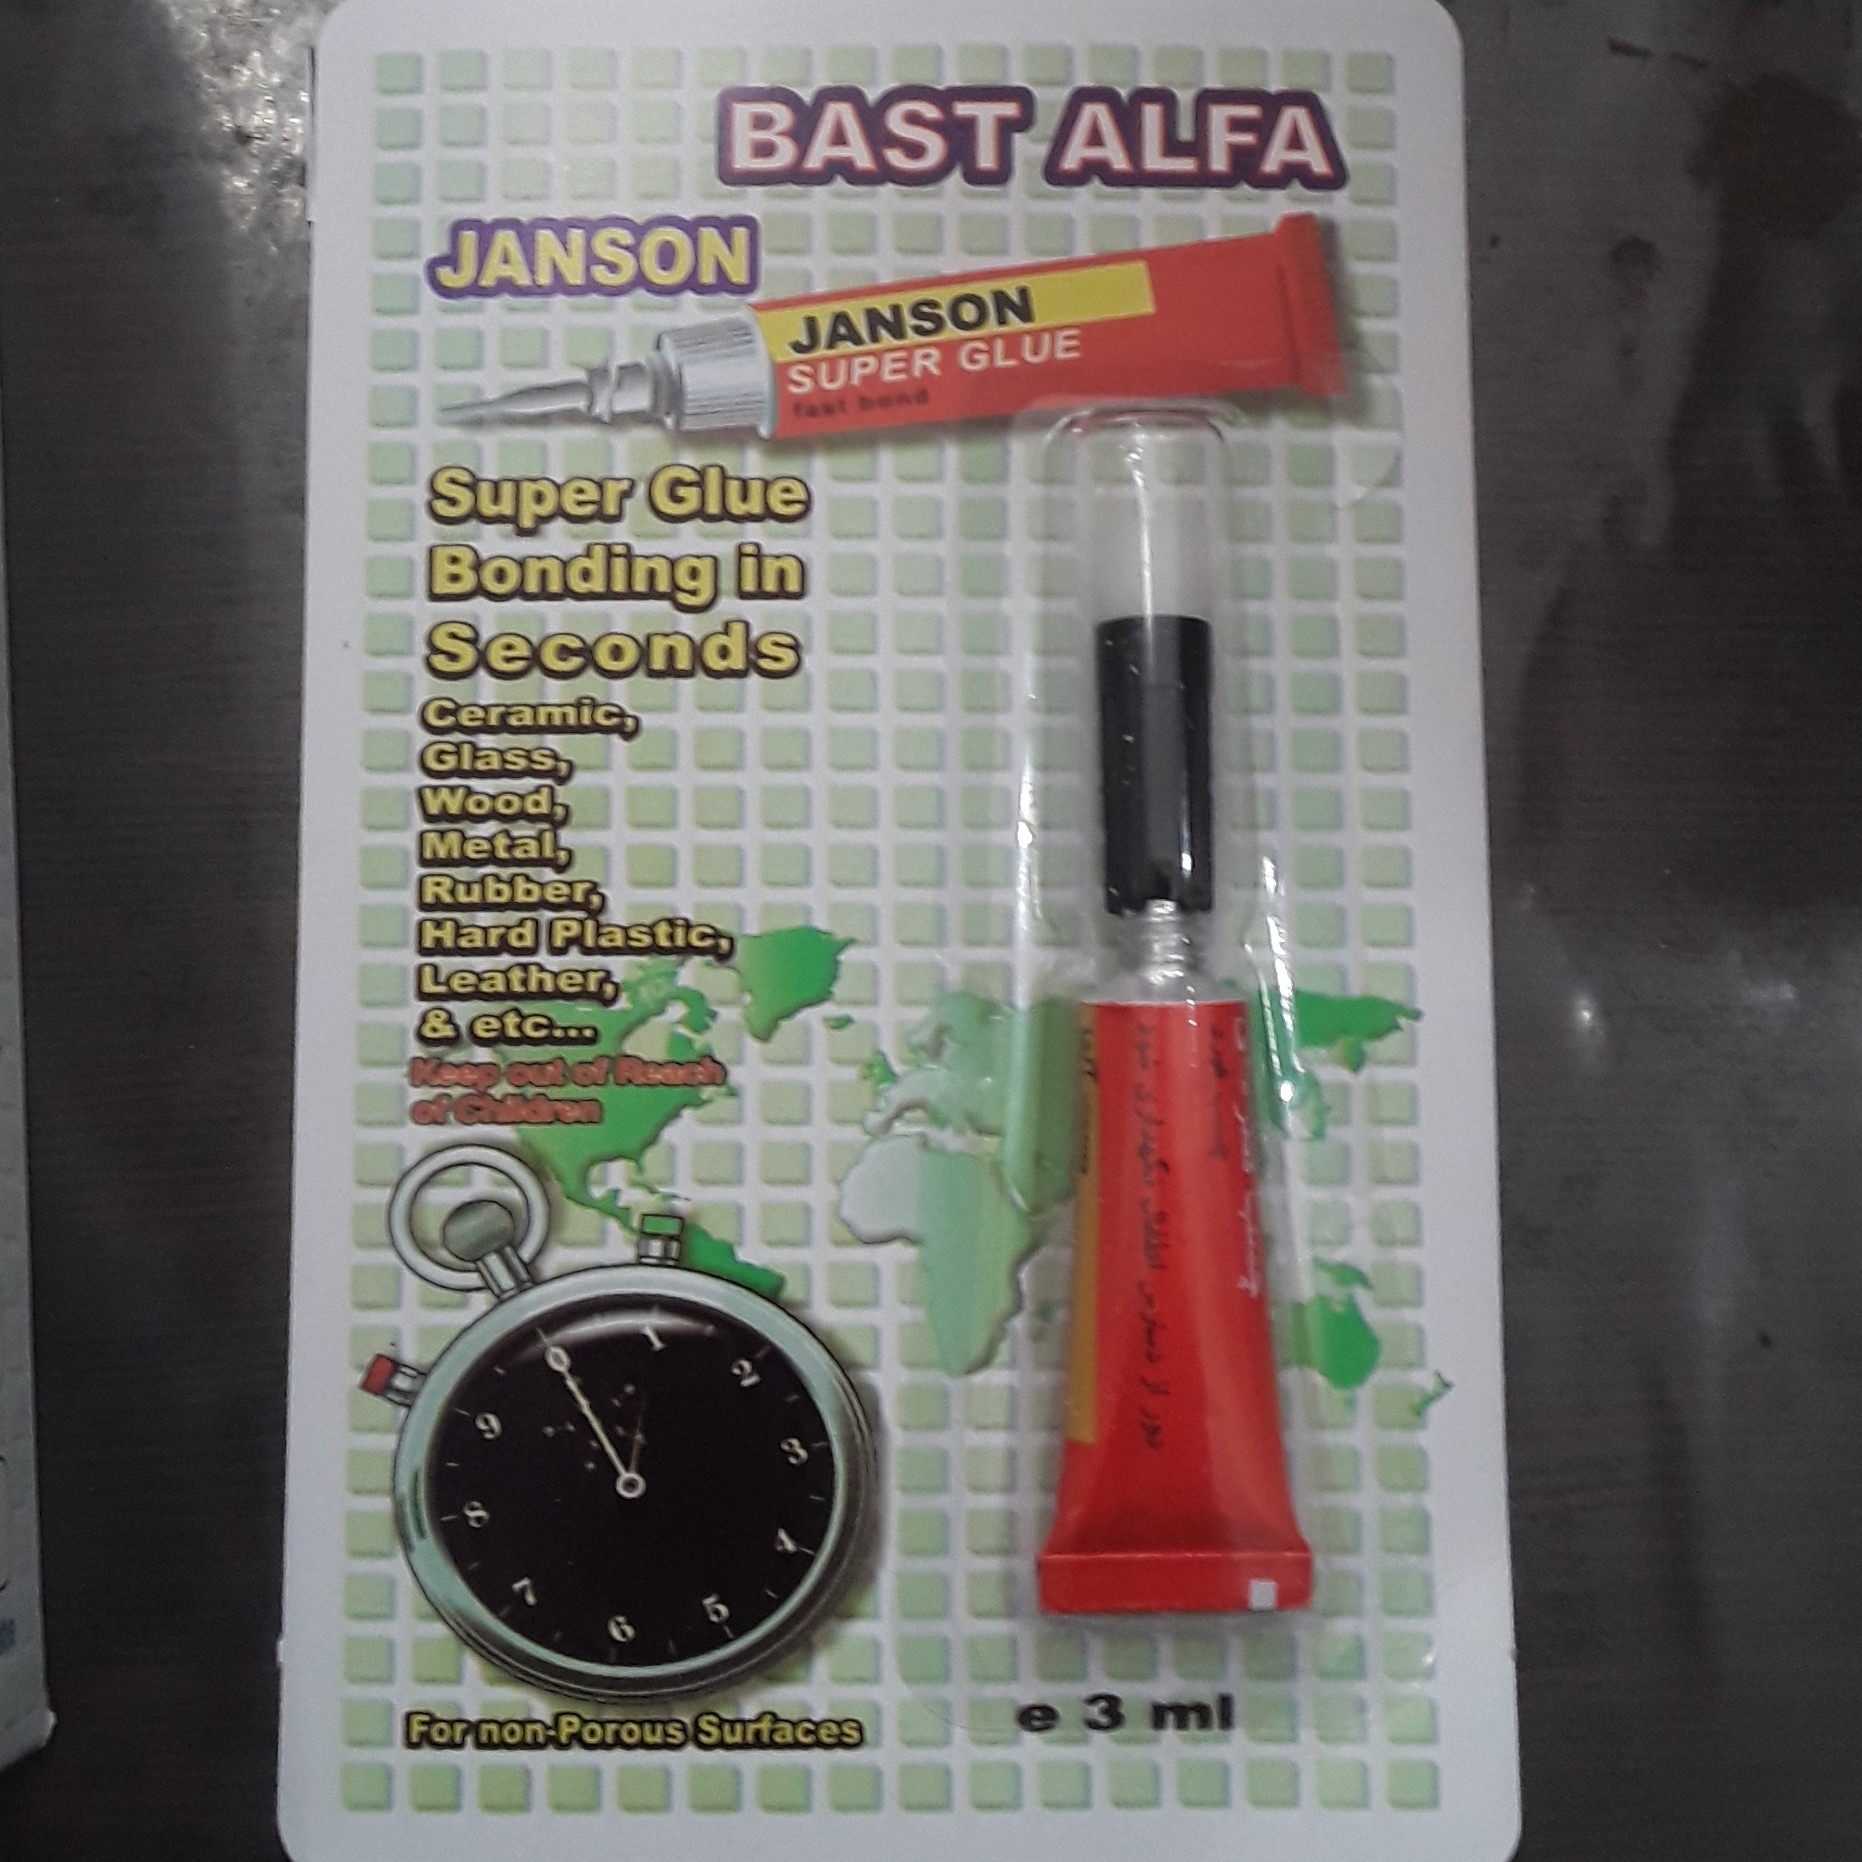 BAST ALFA
JANSON
JANSON
SUPER GLUE
fast bond
Super Glue
Bonding in
Seconds
Ceramic,
Glass,
Wood,
Metal,
Rubber,
Hard Plastic,
Leather,
& etc...
Keep out of Reach
of Children
0
1
2
3
4
5
6
7
8
9
For non-Porous Surfaces
e 3 ml